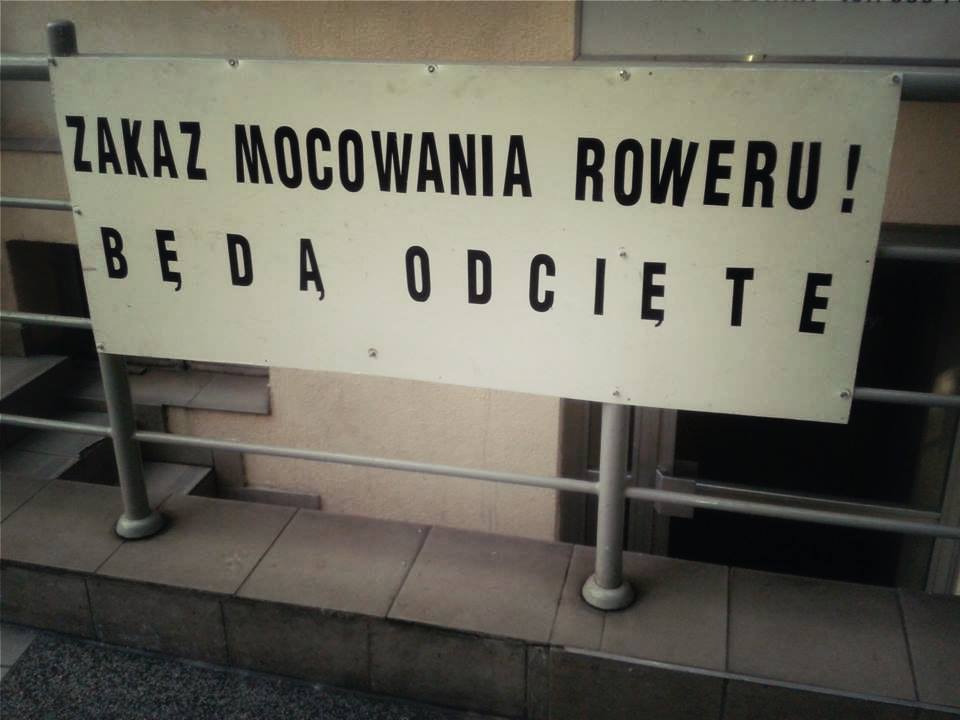 ZAKAZ MOCOWANIA ROWERU!
BĘDĄ ODCIĘTE